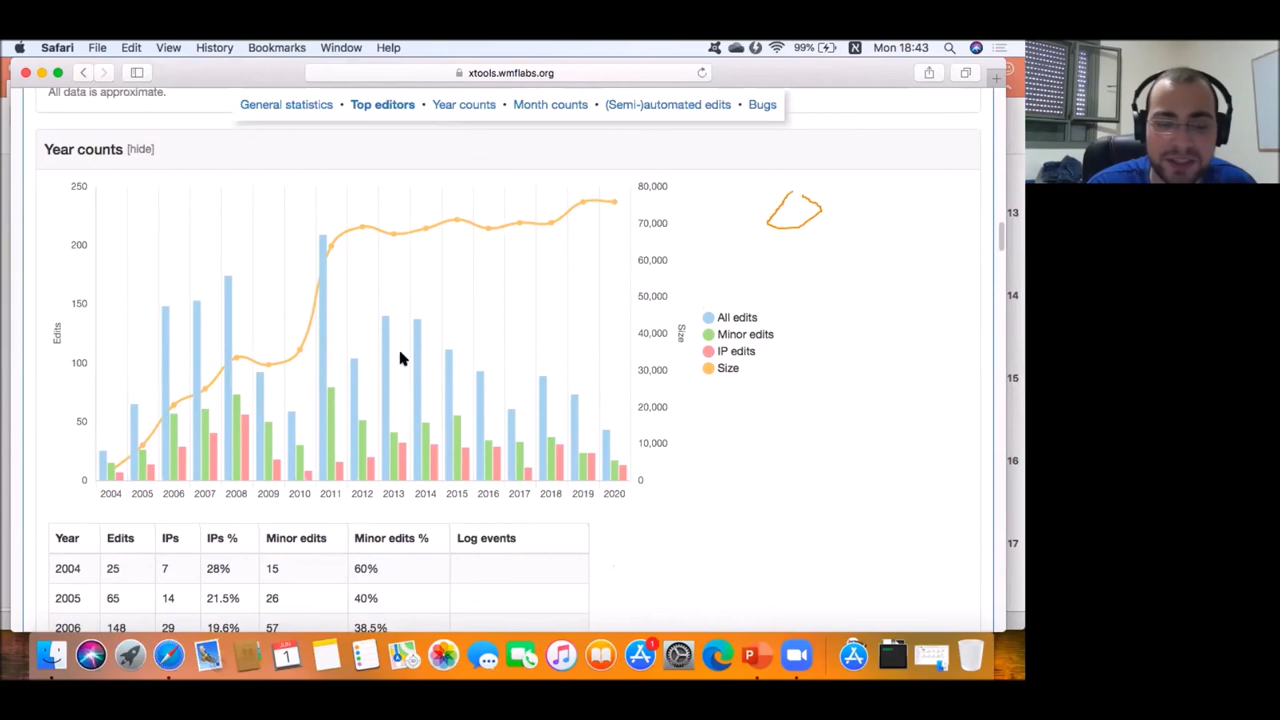 Safari File Edit View History Bookmarks Window Help 99% א Mon 18:43
xtools.wmflabs.org
All data is approximate.
General statistics • Top editors • Year counts • Month counts • (Semi-)automated edits • Bugs
Year counts [hide]
250 80,000
70,000
200
60,000
150 50,000
Edits Size
40,000
100
30,000
50 20,000
10,000
0 0
2004 2005 2006 2007 2008 2009 2010 2011 2012 2013 2014 2015 2016 2017 2018 2019 2020
All edits
Minor edits
IP edits
Size
Year Edits IPs IPs % Minor edits Minor edits % Log events
2004 25 7 28% 15 60%
2005 65 14 21.5% 26 40%
2006 148 29 19.6% 57 38.5%
13
14
15
16
17
JUN
1
1
P